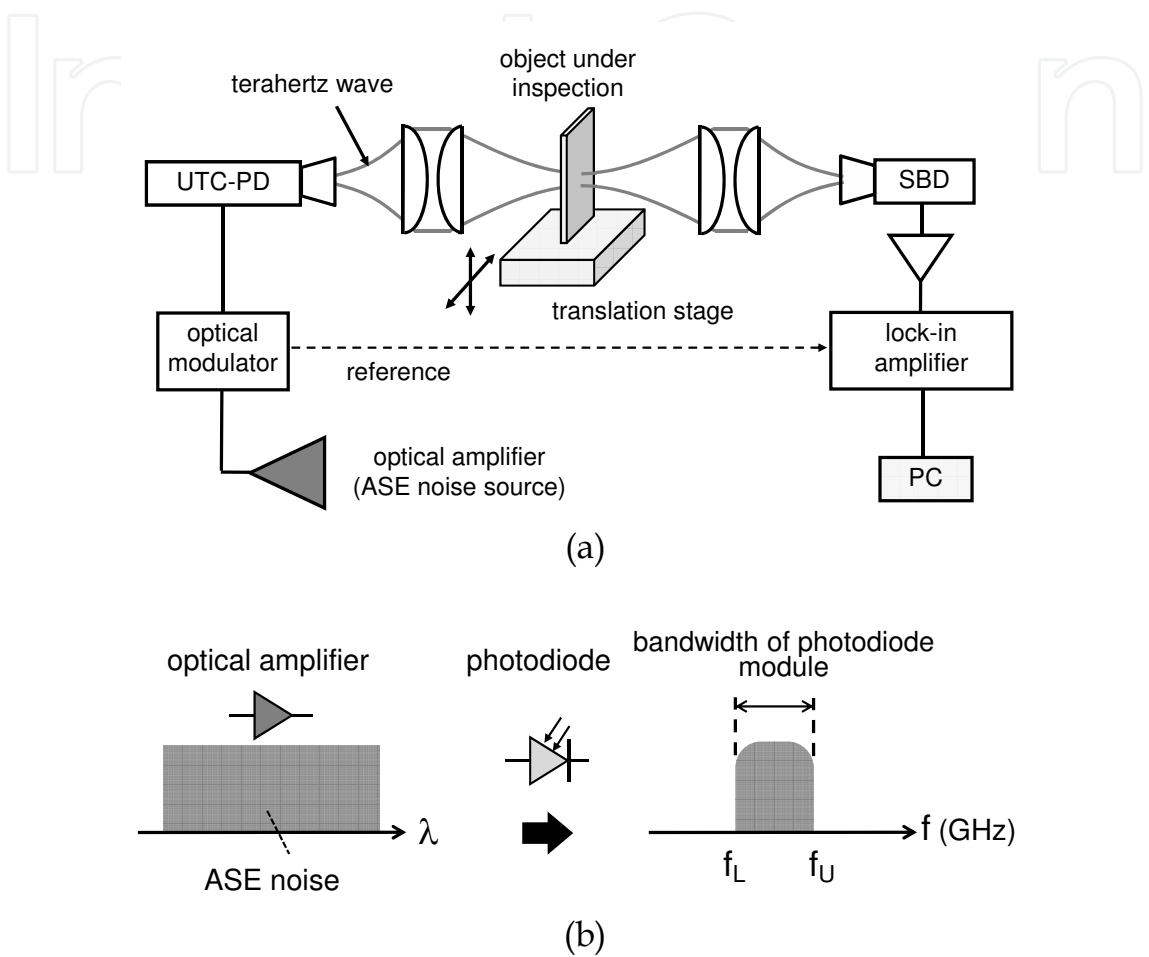 object under
inspection
terahertz wave
UTC-PD
SBD
translation stage
optical
modulator
reference
lock-in
amplifier
optical amplifier
(ASE noise source)
PC
(a)
bandwidth of photodiode
module
optical amplifier
photodiode
λ
f (GHz)
fL
fU
ASE noise
(b)